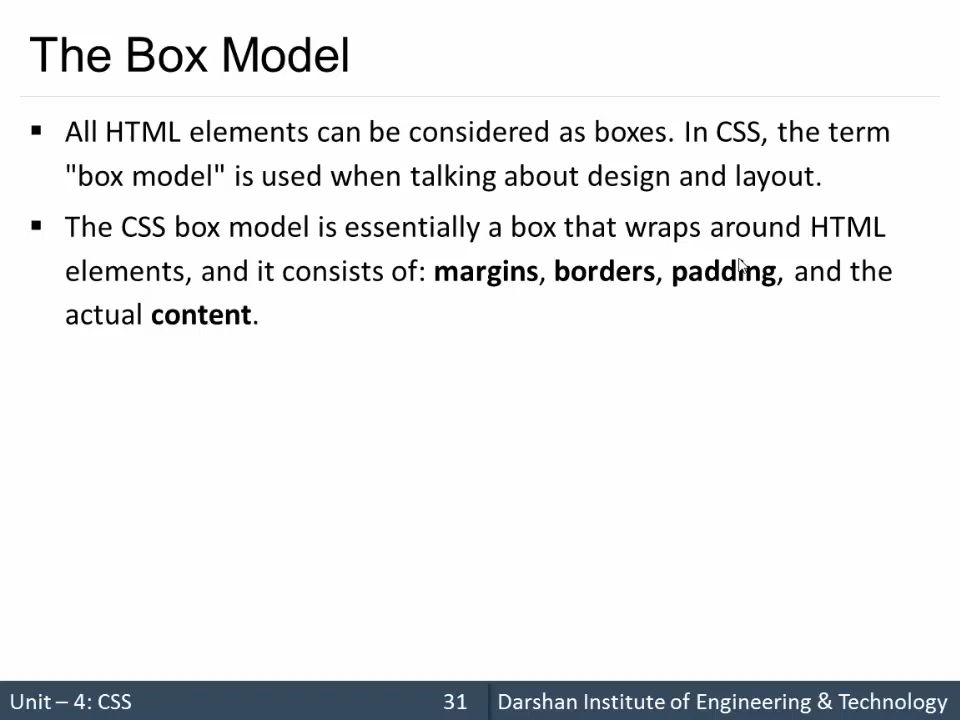 The Box Model
▪ All HTML elements can be considered as boxes. In CSS, the term
"box model" is used when talking about design and layout.
▪ The CSS box model is essentially a box that wraps around HTML
elements, and it consists of: margins, borders, padding, and the
actual content.
Unit – 4: CSS 31 Darshan Institute of Engineering & Technology